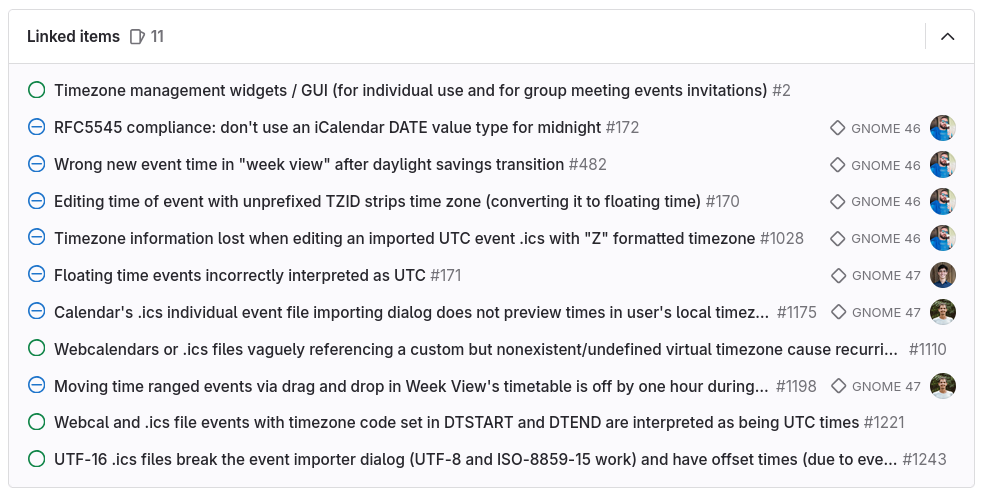 Linked items 11
Timezone management widgets / GUI (for individual use and for group meeting events invitations) #2
RFC5545 compliance: don't use an iCalendar DATE value type for midnight #172 GNOME 46
Wrong new event time in "week view" after daylight savings transition #482 GNOME 46
Editing time of event with unprefixed TZID strips time zone (converting it to floating time) #170 GNOME 46
Timezone information lost when editing an imported UTC event .ics with "Z" formatted timezone #1028 GNOME 46
Floating time events incorrectly interpreted as UTC #171 GNOME 47
Calendar's .ics individual event file importing dialog does not preview times in user's local timez... #1175 GNOME 47
Webcalendars or .ics files vaguely referencing a custom but nonexistent/undefined virtual timezone cause recurri... #1110
Moving time ranged events via drag and drop in Week View's timetable is off by one hour during... #1198 GNOME 47
Webcal and .ics file events with timezone code set in DTSTART and DTEND are interpreted as being UTC times #1221
UTF-16 .ics files break the event importer dialog (UTF-8 and ISO-8859-15 work) and have offset times (due to eve... #1243